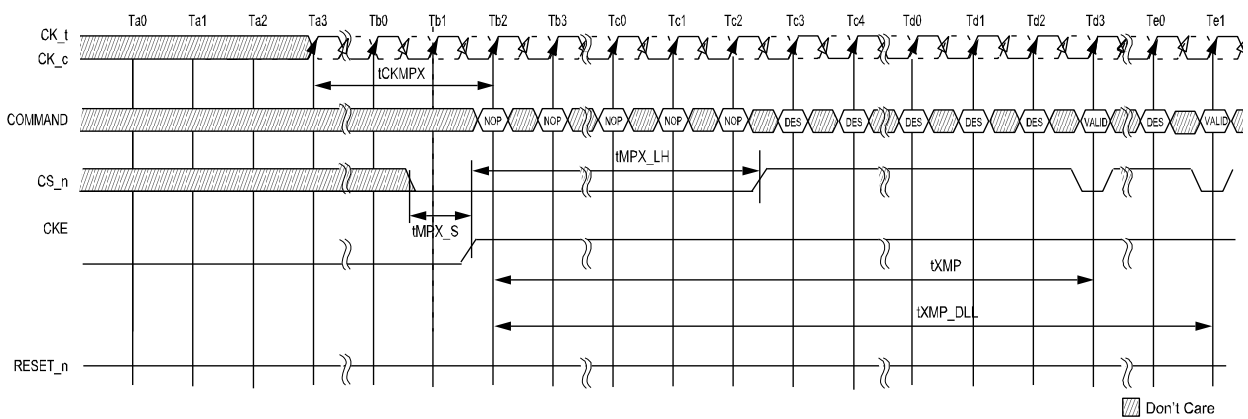 Ta0 Ta1 Ta2 Ta3 Tb0 Tb1 Tb2 Tb3 Tc0 Tc1 Tc2 Tc3 Tc4 Td0 Td1 Td2 Td3 Te0 Te1
CK_t
CK_c
tCKMPX
COMMAND NOP NOP NOP NOP NOP DES DES DES DES DES VALID DES VALID
tMPX_LH
CS_n
tMPX_S
CKE
tXMP
tXMP_DLL
RESET_n
Don't Care